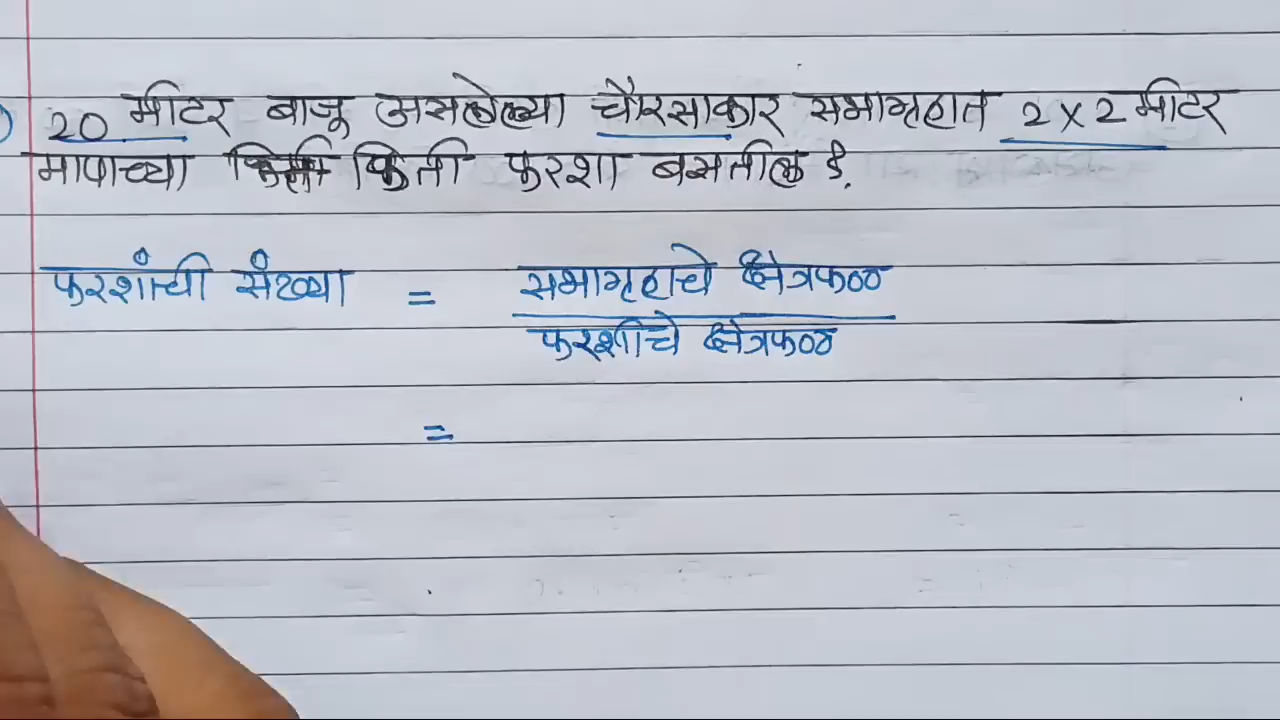 20 मीटर बाजू असलेल्या चौरसाकार सभागृहात 2 x 2 मीटर
मापाच्या किती फरशा बसतील ?.
फरशांची संख्या = सभागृहाचे क्षेत्रफळ
फरशीचे क्षेत्रफळ
=